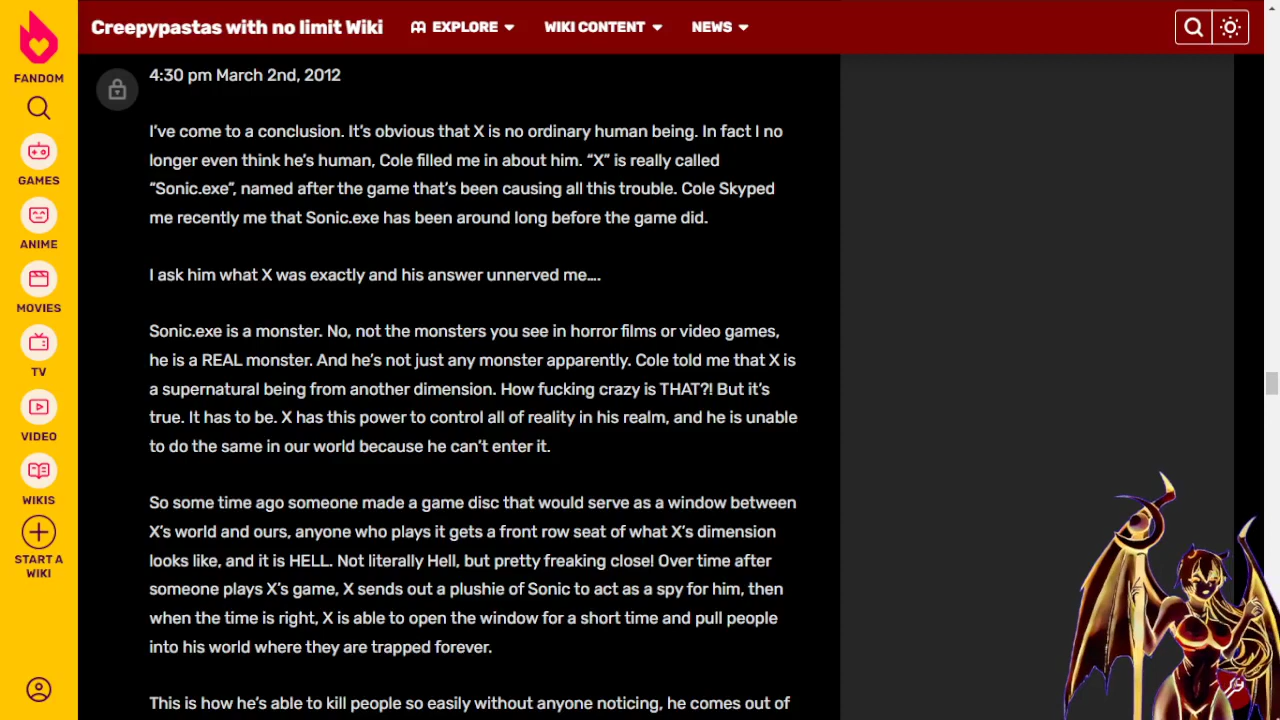 Creepypastas with no limit Wiki
EXPLORE
WIKI CONTENT
NEWS
FANDOM
GAMES
ANIME
MOVIES
TV
VIDEO
WIKIS
START A
WIKI
4:30 pm March 2nd, 2012
I've come to a conclusion. It's obvious that X is no ordinary human being. In fact I no
longer even think he's human, Cole filled me in about him. “X” is really called
“Sonic.exe”, named after the game that's been causing all this trouble. Cole Skyped
me recently me that Sonic.exe has been around long before the game did.
I ask him what X was exactly and his answer unnerved me….
Sonic.exe is a monster. No, not the monsters you see in horror films or video games,
he is a REAL monster. And he's not just any monster apparently. Cole told me that X is
a supernatural being from another dimension. How fucking crazy is THAT?! But it's
true. It has to be. X has this power to control all of reality in his realm, and he is unable
to do the same in our world because he can't enter it.
So some time ago someone made a game disc that would serve as a window between
X's world and ours, anyone who plays it gets a front row seat of what X's dimension
looks like, and it is HELL. Not literally Hell, but pretty freaking close! Over time after
someone plays X's game, X sends out a plushie of Sonic to act as a spy for him, then
when the time is right, X is able to open the window for a short time and pull people
into his world where they are trapped forever.
This is how he's able to kill people so easily without anyone noticing, he comes out of